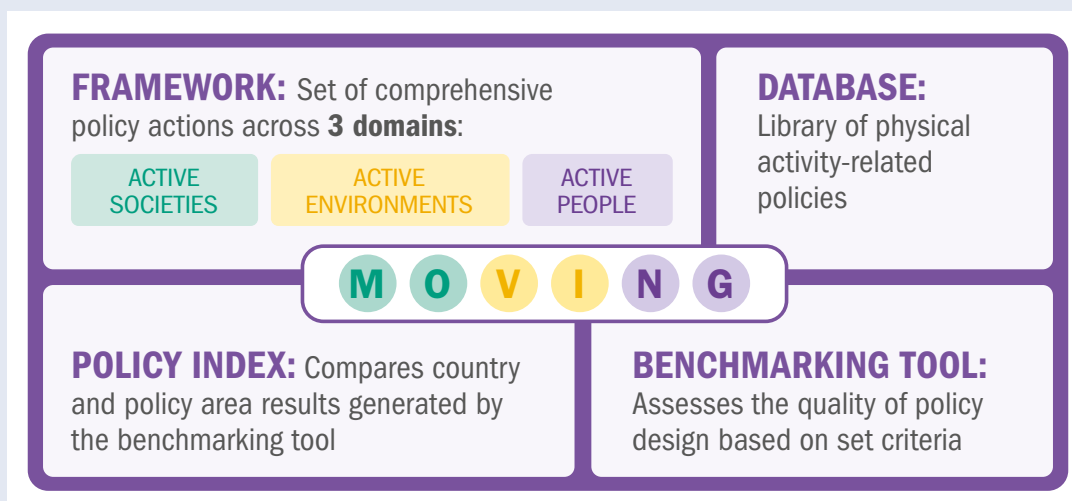 FRAMEWORK: Set of comprehensive
policy actions across 3 domains:
ACTIVE
SOCIETIES
ACTIVE
ENVIRONMENTS
ACTIVE
PEOPLE
DATABASE:
Library of physical
activity-related
policies
M O V I N G
POLICY INDEX: Compares country
and policy area results generated by
the benchmarking tool
BENCHMARKING TOOL:
Assesses the quality of policy
design based on set criteria